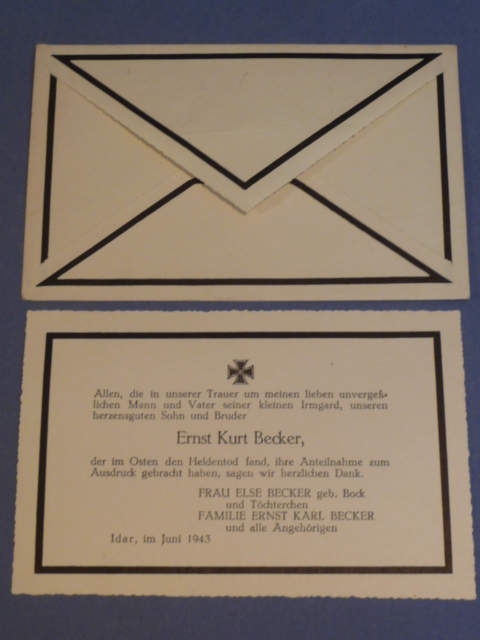 Allen, die in unserer Trauer um meinen lieben unvergeß-
lichen Mann und Vater seiner kleinen Irmgard, unseren
herzensguten Sohn und Bruder
Ernst Kurt Becker,
der im Osten den Heldentod fand, ihre Anteilnahme zum
Ausdruck gebracht haben, sagen wir herzlichen Dank.
FRAU ELSE BECKER geb. Bock
und Töchterchen
FAMILIE ERNST KARL BECKER
und alle Angehörigen
Idar, im Juni 1943